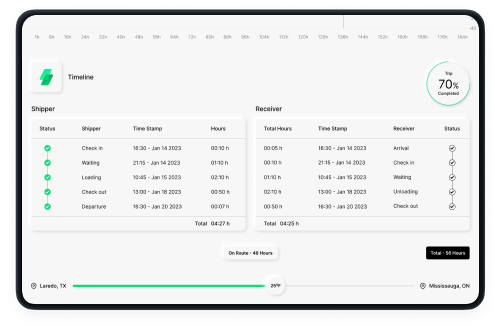 -45
1h 8h 16h 24h 32h 40h 48h 56h 64h 72h 80h 88h 96h 104h 112h 120h 128h 136h 144h 152h 160h 168h 176h 184h
Timeline
Trip
70%
Completed
Shipper
Receiver
Status Shipper Time Stamp Hours
Total Hours Time Stamp Receiver Status
Check in 16:30 - Jan 14 2023 00:10 h
00:05 h 16:30 - Jan 14 2023 Arrival
Waiting 21:15 - Jan 14 2023 01:10 h
00:10 h 21:15 - Jan 14 2023 Check in
Loading 10:45 - Jan 15 2023 02:10 h
01:10 h 10:45 - Jan 15 2023 Waiting
Check out 13:00 - Jan 18 2023 00:50 h
02:10 h 13:00 - Jan 18 2023 Unloading
Departure 16:30 - Jan 20 2023 00:07 h
00:50 h 16:30 - Jan 20 2023 Check out
Total 04:27 h
Total 04:25 h
On Route - 48 Hours
Total - 56 Hours
Laredo, TX
25°F
Mississauga, ON